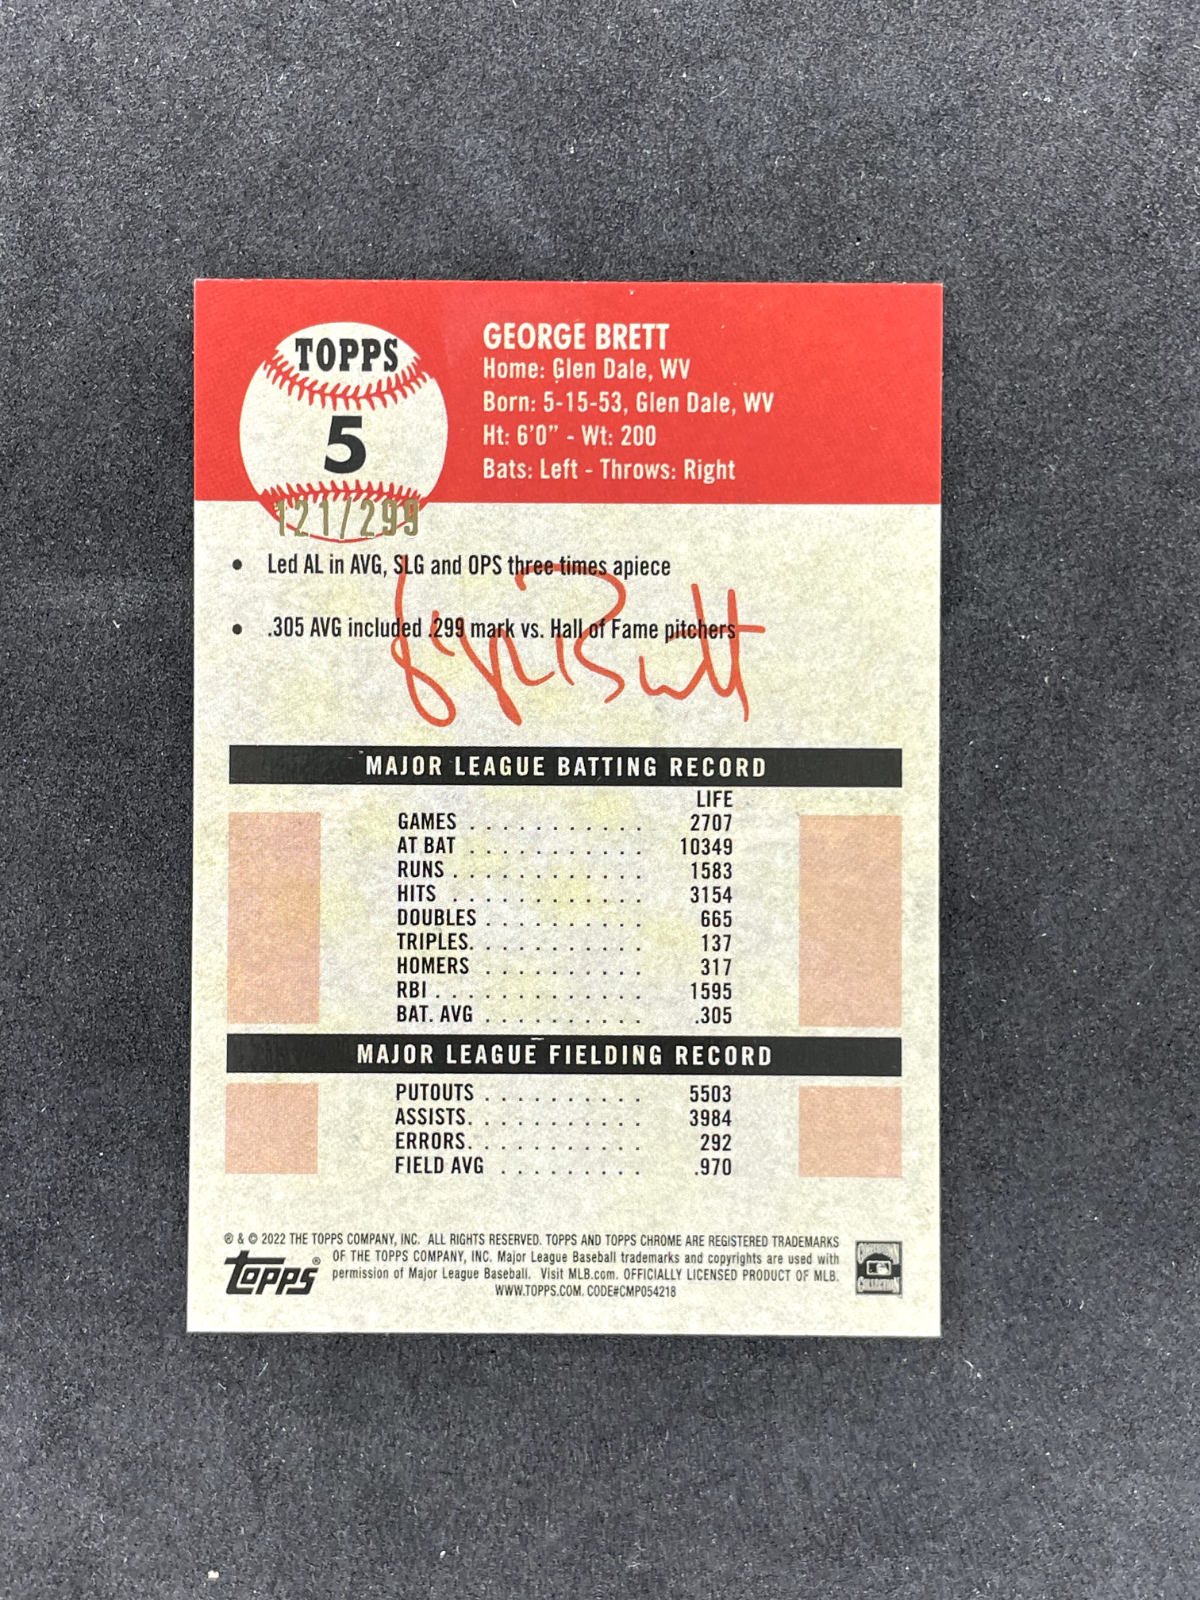 TOPPS
5
121/299
GEORGE BRETT
Home: Glen Dale, WV
Born: 5-15-53, Glen Dale, WV
Ht: 6'0" - Wt: 200
Bats: Left - Throws: Right
• Led AL in AVG, SLG and OPS three times apiece
• .305 AVG included .299 mark vs. Hall of Fame pitchers
George Brett
MAJOR LEAGUE BATTING RECORD
LIFE
GAMES . . . . . . . . . . . 2707
AT BAT . . . . . . . . . . . 10349
RUNS . . . . . . . . . . . . 1583
HITS . . . . . . . . . . . . 3154
DOUBLES . . . . . . . . . . 665
TRIPLES. . . . . . . . . . . 137
HOMERS . . . . . . . . . . 317
RBI . . . . . . . . . . . . . 1595
BAT. AVG . . . . . . . . . . .305
MAJOR LEAGUE FIELDING RECORD
PUTOUTS . . . . . . . . . . 5503
ASSISTS. . . . . . . . . . . 3984
ERRORS. . . . . . . . . . . 292
FIELD AVG . . . . . . . . . .970
® & © 2022 THE TOPPS COMPANY, INC. ALL RIGHTS RESERVED. TOPPS AND TOPPS CHROME ARE REGISTERED TRADEMARKS
OF THE TOPPS COMPANY, INC. Major League Baseball trademarks and copyrights are used with
permission of Major League Baseball. Visit MLB.com. OFFICIALLY LICENSED PRODUCT OF MLB.
WWW.TOPPS.COM. CODE#CMP054218
Topps®
COOPERSTOWN
COLLECTION